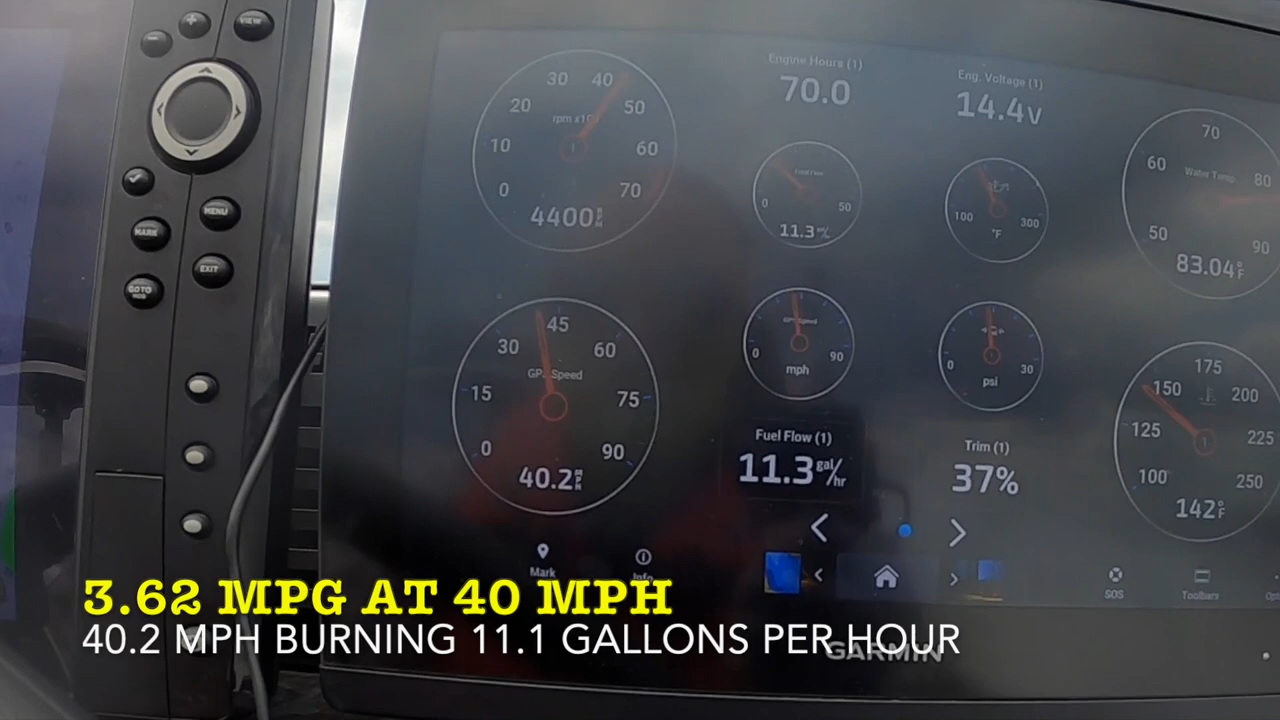 VIEW
MENU
MARK
EXIT
GO TO
30 40
20 50
rpm x10
10 60
0 70
4400
Engine Hours (1)
70.0
Eng. Voltage (1)
14.4V
Fuel Flow
0 50
11.3
100 300
°F
70
60 80
Water Temp
50 90
83.04°F
45
30 60
GPS Speed
15 75
0 90
40.2
GPS Speed
0 90
mph
0 30
psi
Fuel Flow (1)
11.3 gal/hr
Trim (1)
37%
175
150 200
125 225
100 250
142°F
Mark
Info
SOS
Toolbars
3.62 MPG AT 40 MPH
40.2 MPH BURNING 11.1 GALLONS PER HOUR
GARMIN